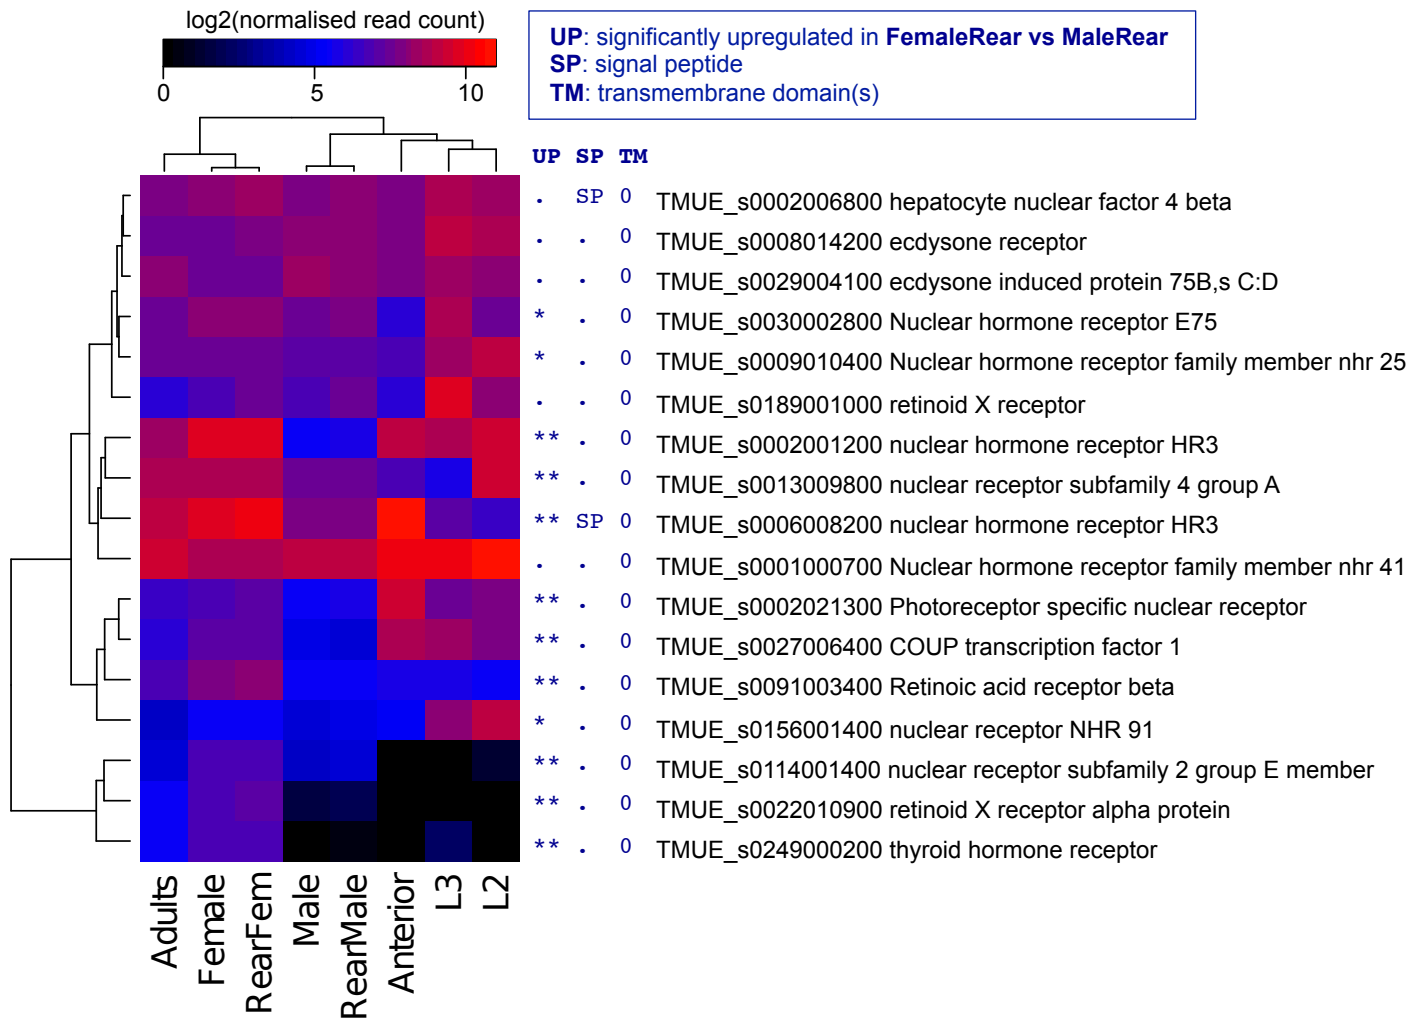 log2(normalised read count)
0 5 10
UP: significantly upregulated in FemaleRear vs MaleRear
SP: signal peptide
TM: transmembrane domain(s)
UP SP TM
. SP 0 TMUE_s0002006800 hepatocyte nuclear factor 4 beta
. . 0 TMUE_s0008014200 ecdysone receptor
. . 0 TMUE_s0029004100 ecdysone induced protein 75B,s C:D
* . 0 TMUE_s0030002800 Nuclear hormone receptor E75
* . 0 TMUE_s0009010400 Nuclear hormone receptor family member nhr 25
. . 0 TMUE_s0189001000 retinoid X receptor
** . 0 TMUE_s0002001200 nuclear hormone receptor HR3
** . 0 TMUE_s0013009800 nuclear receptor subfamily 4 group A
** SP 0 TMUE_s0006008200 nuclear hormone receptor HR3
. . 0 TMUE_s0001000700 Nuclear hormone receptor family member nhr 41
** . 0 TMUE_s0002021300 Photoreceptor specific nuclear receptor
** . 0 TMUE_s0027006400 COUP transcription factor 1
** . 0 TMUE_s0091003400 Retinoic acid receptor beta
* . 0 TMUE_s0156001400 nuclear receptor NHR 91
** . 0 TMUE_s0114001400 nuclear receptor subfamily 2 group E member
** . 0 TMUE_s0022010900 retinoid X receptor alpha protein
** . 0 TMUE_s0249000200 thyroid hormone receptor
Adults
Female
RearFem
Male
RearMale
Anterior
L3
L2